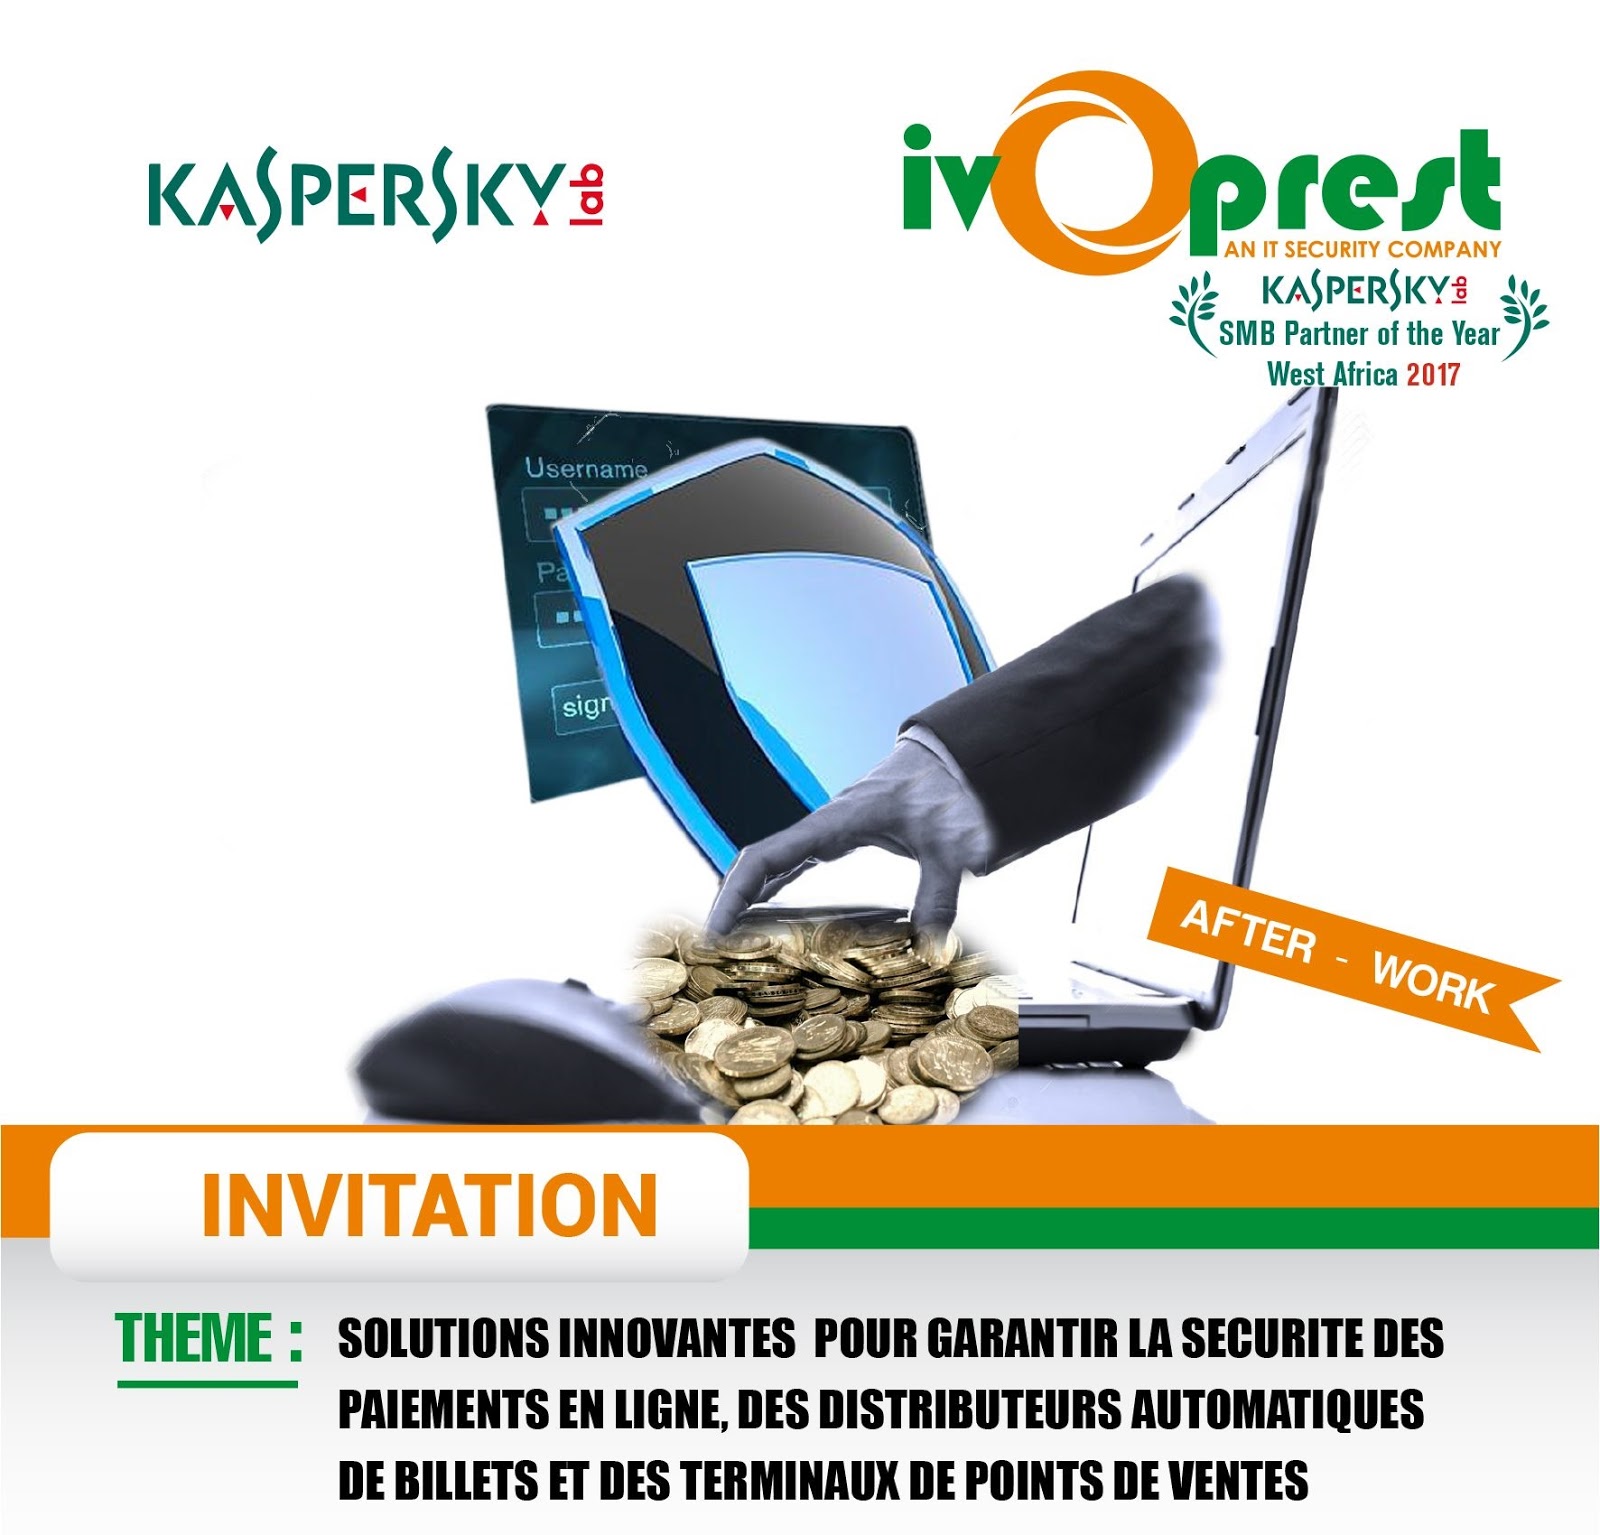 KASPERSKY lab
ivoprest
AN IT SECURITY COMPANY
KASPERSKY lab
SMB Partner of the Year
West Africa 2017
Username
Pa
sign
AFTER - WORK
INVITATION
THEME : SOLUTIONS INNOVANTES POUR GARANTIR LA SECURITE DES
PAIEMENTS EN LIGNE, DES DISTRIBUTEURS AUTOMATIQUES
DE BILLETS ET DES TERMINAUX DE POINTS DE VENTES